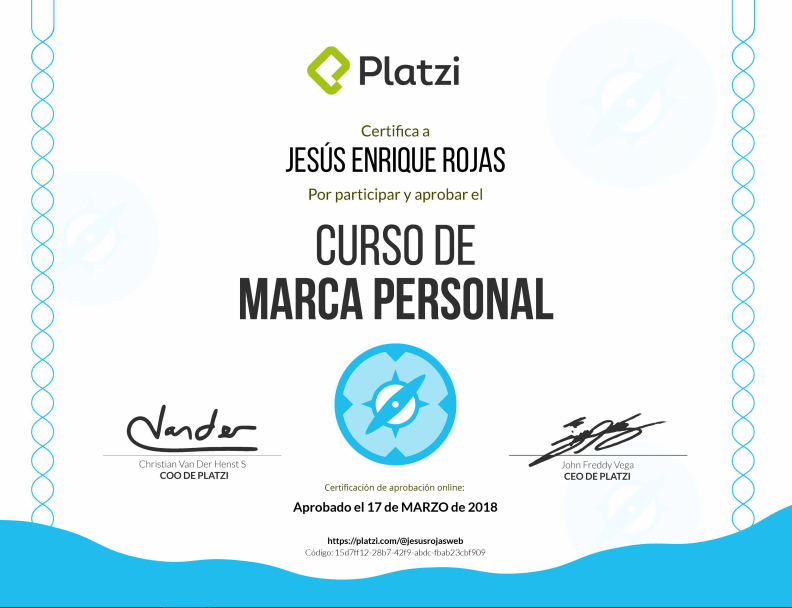 Platzi
Certifica a
JESÚS ENRIQUE ROJAS
Por participar y aprobar el
CURSO DE
MARCA PERSONAL
Vander
Christian Van Der Henst S
COO DE PLATZI
John Freddy Vega
CEO DE PLATZI
Certificación de aprobación online:
Aprobado el 17 de MARZO de 2018
https://platzi.com/@jesusrojasweb
Código: 15d7ff12-28b7-42f9-abdc-fbab23cbf909